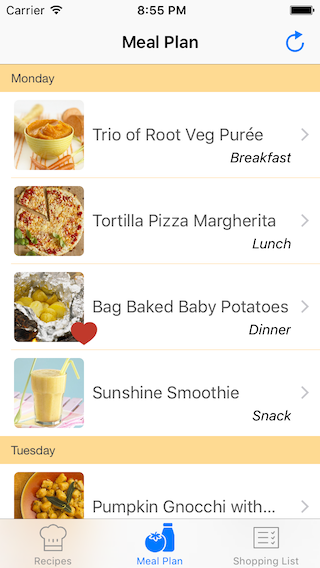 Carrier 8:55 PM
Meal Plan
Monday
Trio of Root Veg Purée
Breakfast
Tortilla Pizza Margherita
Lunch
Bag Baked Baby Potatoes
Dinner
Sunshine Smoothie
Snack
Tuesday
Pumpkin Gnocchi with...
Recipes Meal Plan Shopping List